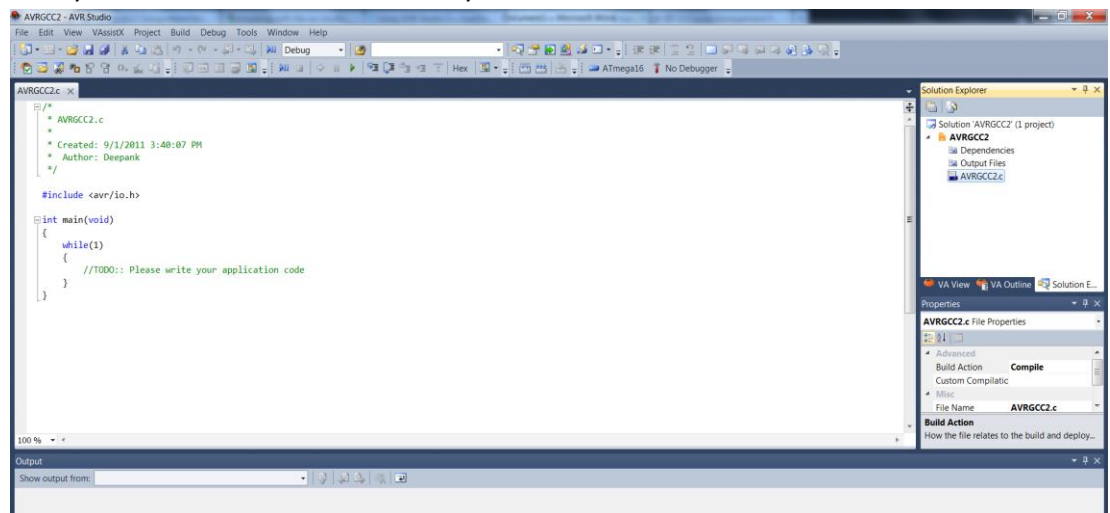 AVRGCC2 - AVR Studio
File Edit View VAssistX Project Build Debug Tools Window Help
Debug
Hex ATmega16 No Debugger
AVRGCC2.c
/*
* AVRGCC2.c
*
* Created: 9/1/2011 3:40:07 PM
* Author: Deepank
*/
#include <avr/io.h>
int main(void)
{
while(1)
{
//TODO:: Please write your application code
}
}
100 %
Solution Explorer
Solution 'AVRGCC2' (1 project)
AVRGCC2
Dependencies
Output Files
AVRGCC2.c
VA View VA Outline Solution E...
Properties
AVRGCC2.c File Properties
Advanced
Build Action Compile
Custom Compilatic
Misc
File Name AVRGCC2.c
Build Action
How the file relates to the build and deploy...
Output
Show output from: